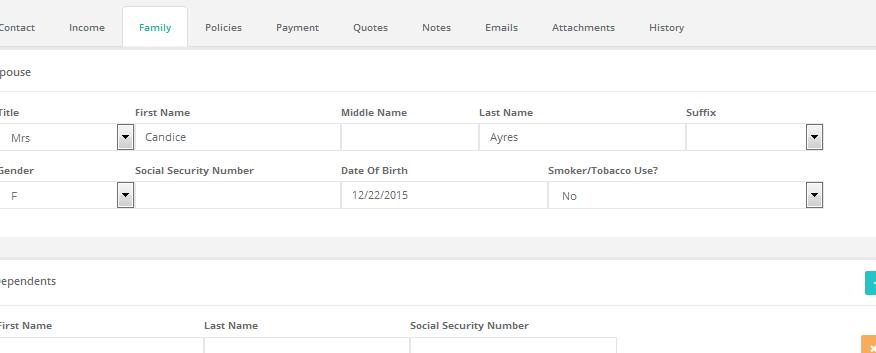 Contact Income Family Policies Payment Quotes Notes Emails Attachments History
pouse
Title First Name Middle Name Last Name Suffix
Mrs Candice Ayres
Gender Social Security Number Date Of Birth Smoker/Tobacco Use?
F 12/22/2015 No
ependents
First Name Last Name Social Security Number